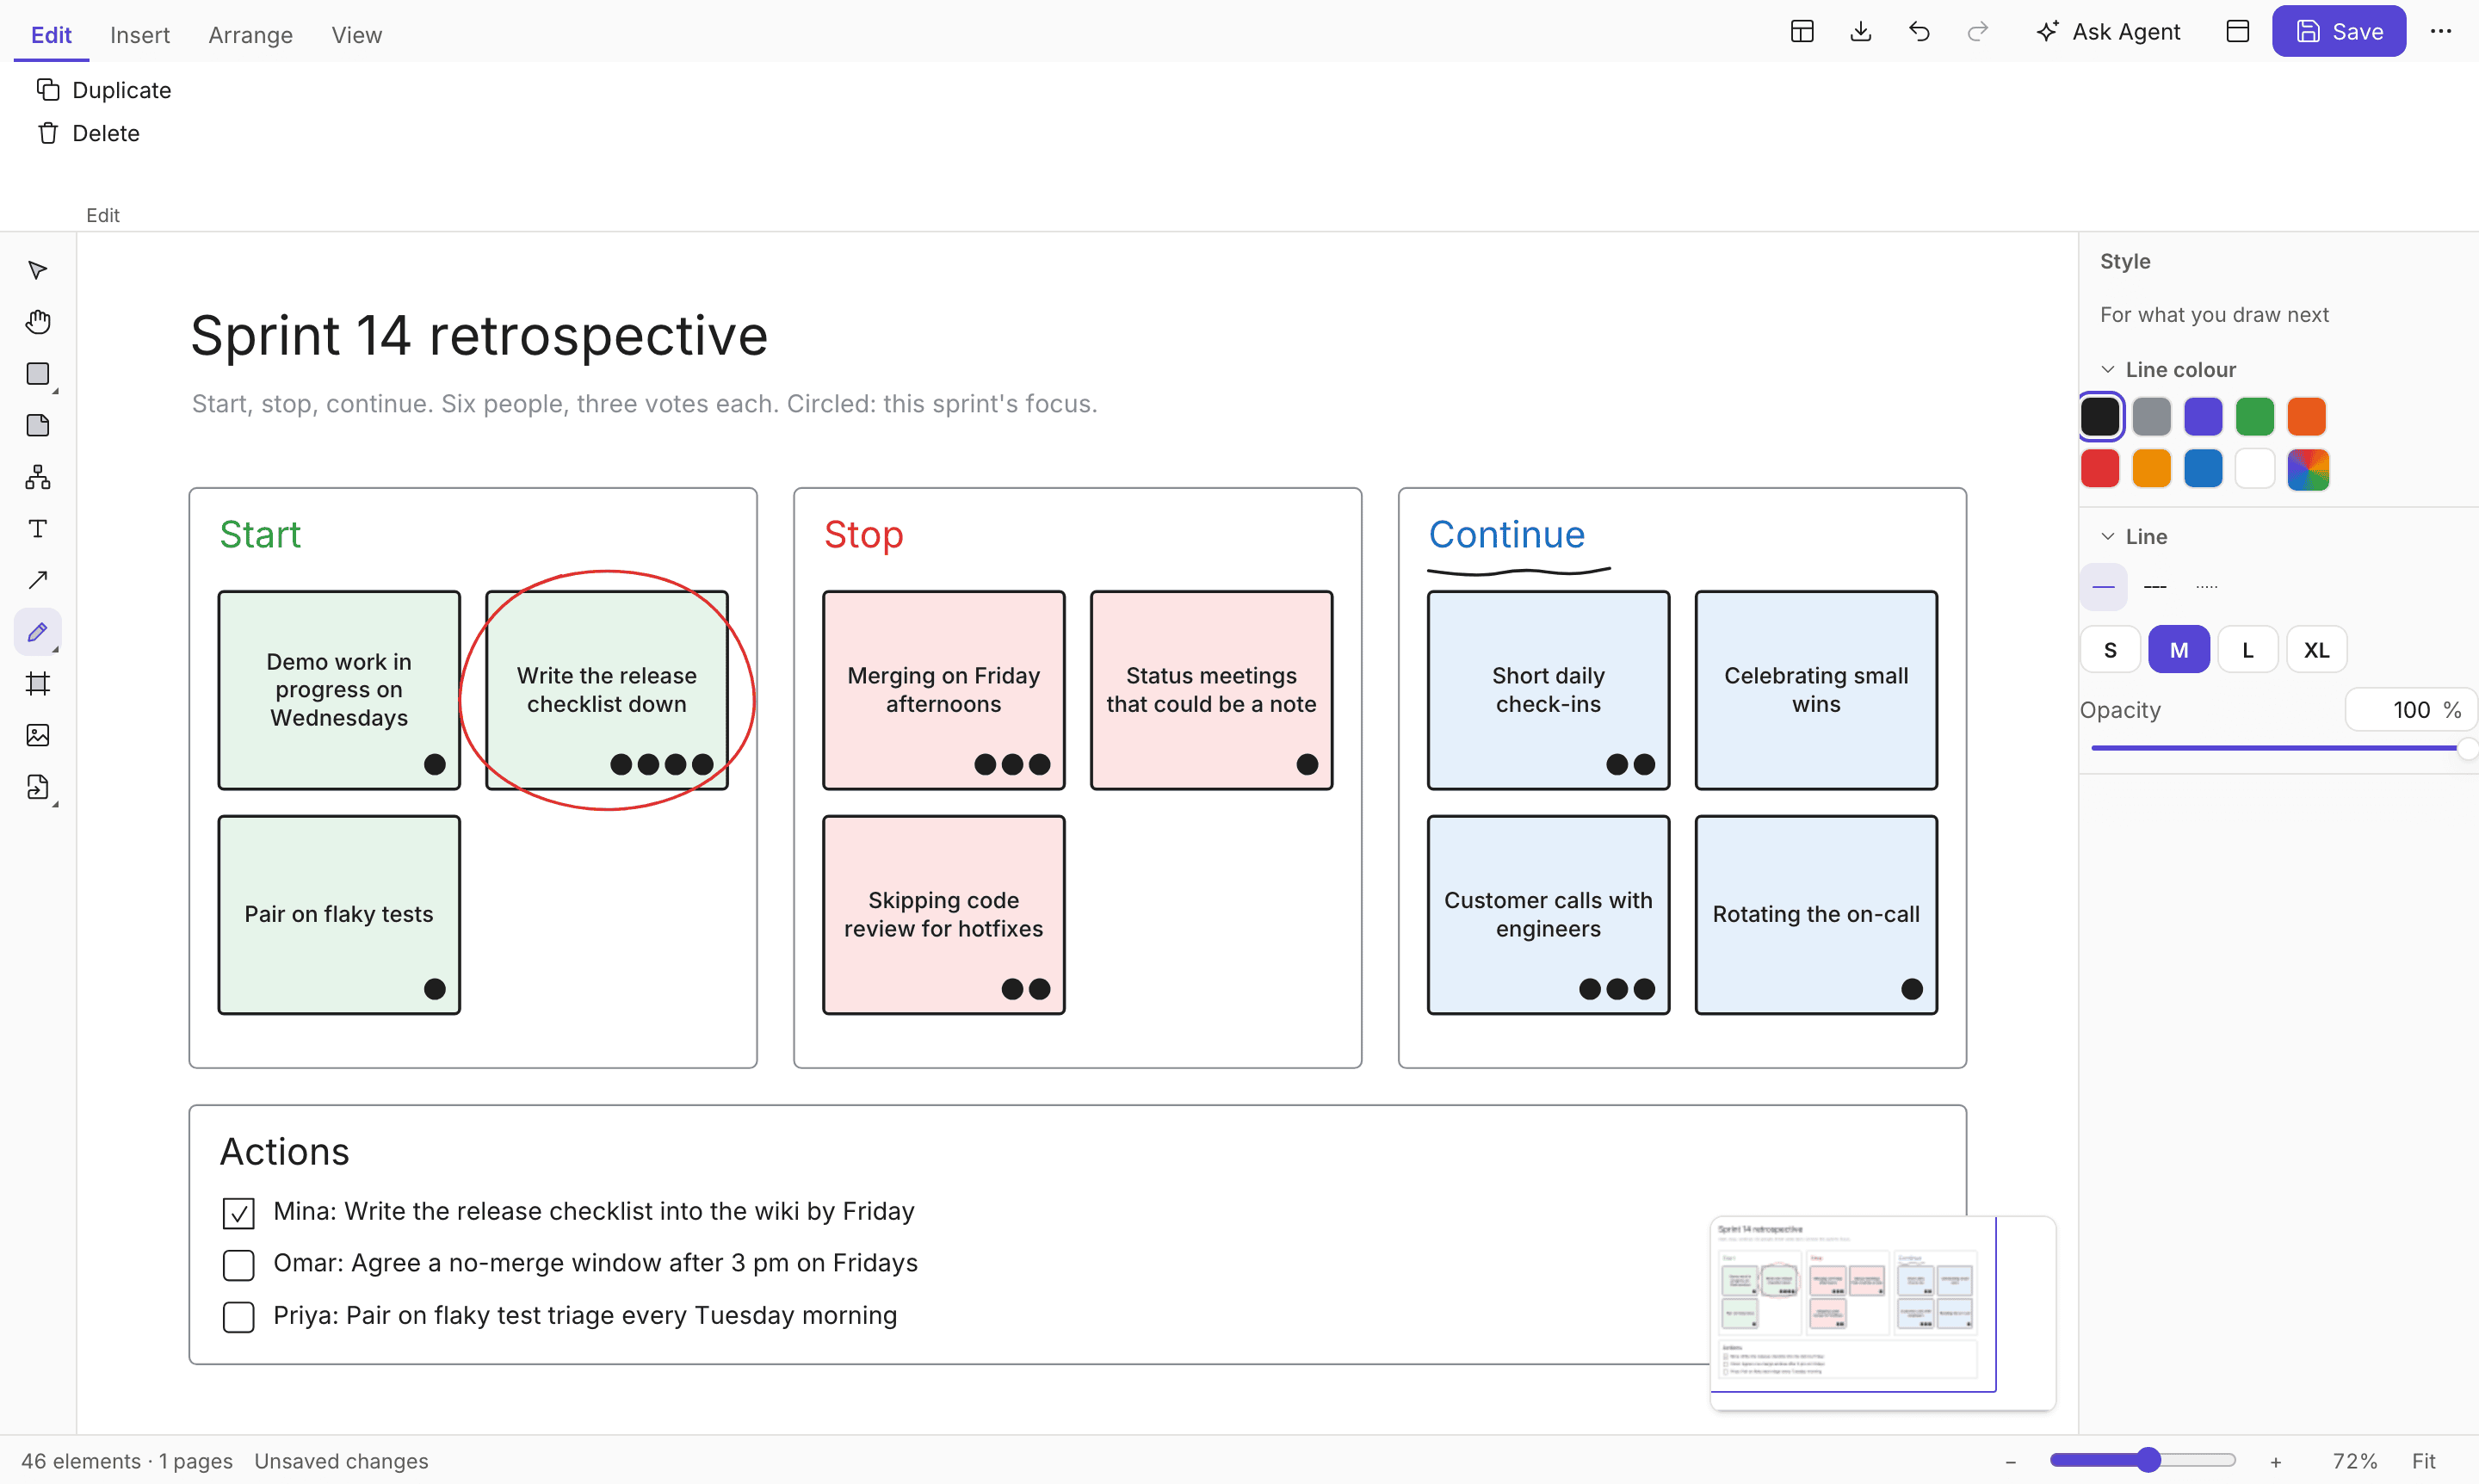 Edit Insert Arrange View Ask Agent Save
Duplicate
Delete
Edit
Sprint 14 retrospective
Start, stop, continue. Six people, three votes each. Circled: this sprint's focus.
Start
Demo work in
progress on
Wednesdays
Write the release
checklist down
Pair on flaky tests
Stop
Merging on Friday
afternoons
Status meetings
that could be a note
Skipping code
review for hotfixes
Continue
Short daily
check-ins
Celebrating small
wins
Customer calls with
engineers
Rotating the on-call
Actions
Mina: Write the release checklist into the wiki by Friday
Omar: Agree a no-merge window after 3 pm on Fridays
Priya: Pair on flaky test triage every Tuesday morning
Sprint 14 retrospective
Style
For what you draw next
Line colour
Line
S M L XL
Opacity 100 %
46 elements · 1 pages Unsaved changes
− + 72% Fit